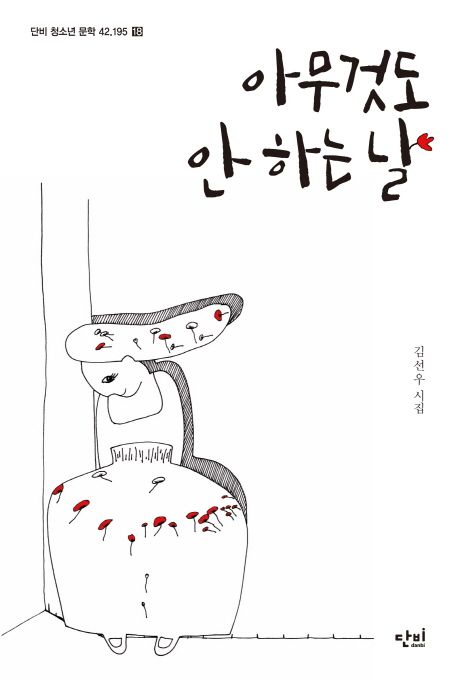 단비 청소년 문학 42.195 16
아무것도
안 하는 날
김선우 시집
단비
danbi